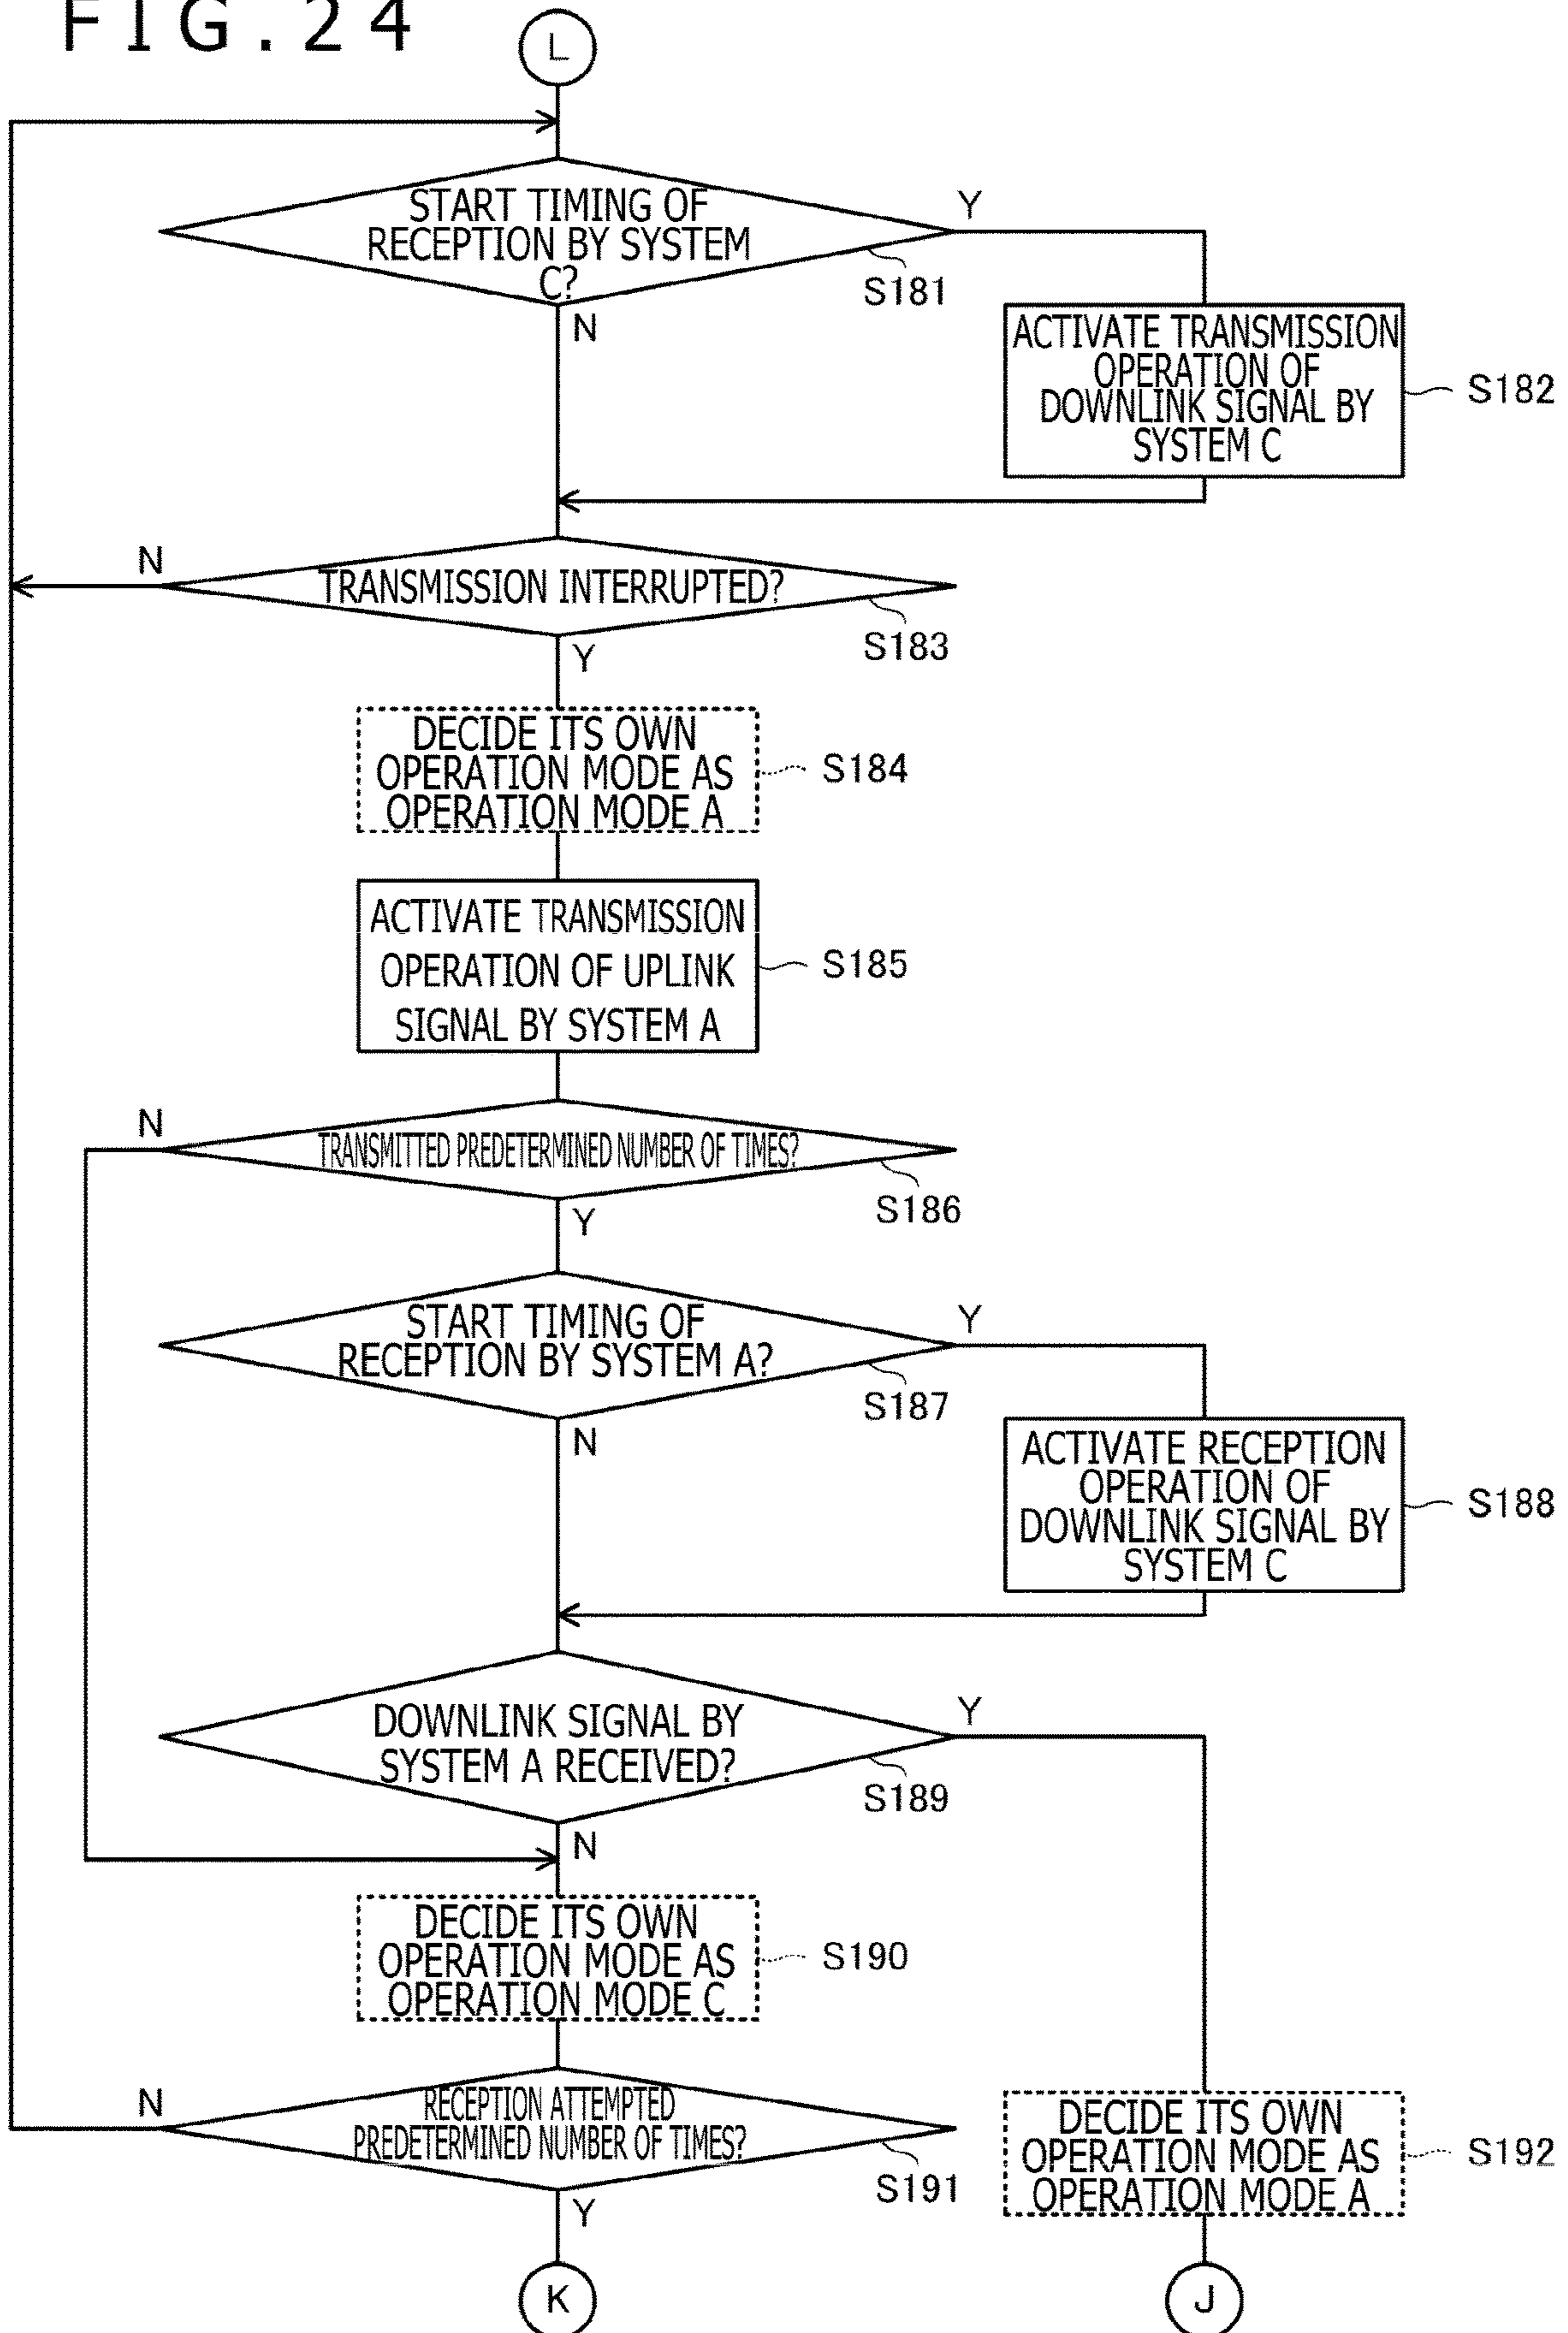 FIG.24
L
START TIMING OF
RECEPTION BY SYSTEM
C?
Y
S181
N
ACTIVATE TRANSMISSION
OPERATION OF
DOWNLINK SIGNAL BY
SYSTEM C
S182
N
TRANSMISSION INTERRUPTED?
S183
Y
DECIDE ITS OWN
OPERATION MODE AS
OPERATION MODE A
S184
ACTIVATE TRANSMISSION
OPERATION OF UPLINK
SIGNAL BY SYSTEM A
S185
N
TRANSMITTED PREDETERMINED NUMBER OF TIMES?
S186
Y
START TIMING OF
RECEPTION BY SYSTEM A?
Y
S187
N
ACTIVATE RECEPTION
OPERATION OF
DOWNLINK SIGNAL BY
SYSTEM C
S188
DOWNLINK SIGNAL BY
SYSTEM A RECEIVED?
Y
S189
N
DECIDE ITS OWN
OPERATION MODE AS
OPERATION MODE C
S190
N
RECEPTION ATTEMPTED
PREDETERMINED NUMBER OF TIMES?
S191
Y
DECIDE ITS OWN
OPERATION MODE AS
OPERATION MODE A
S192
K
J